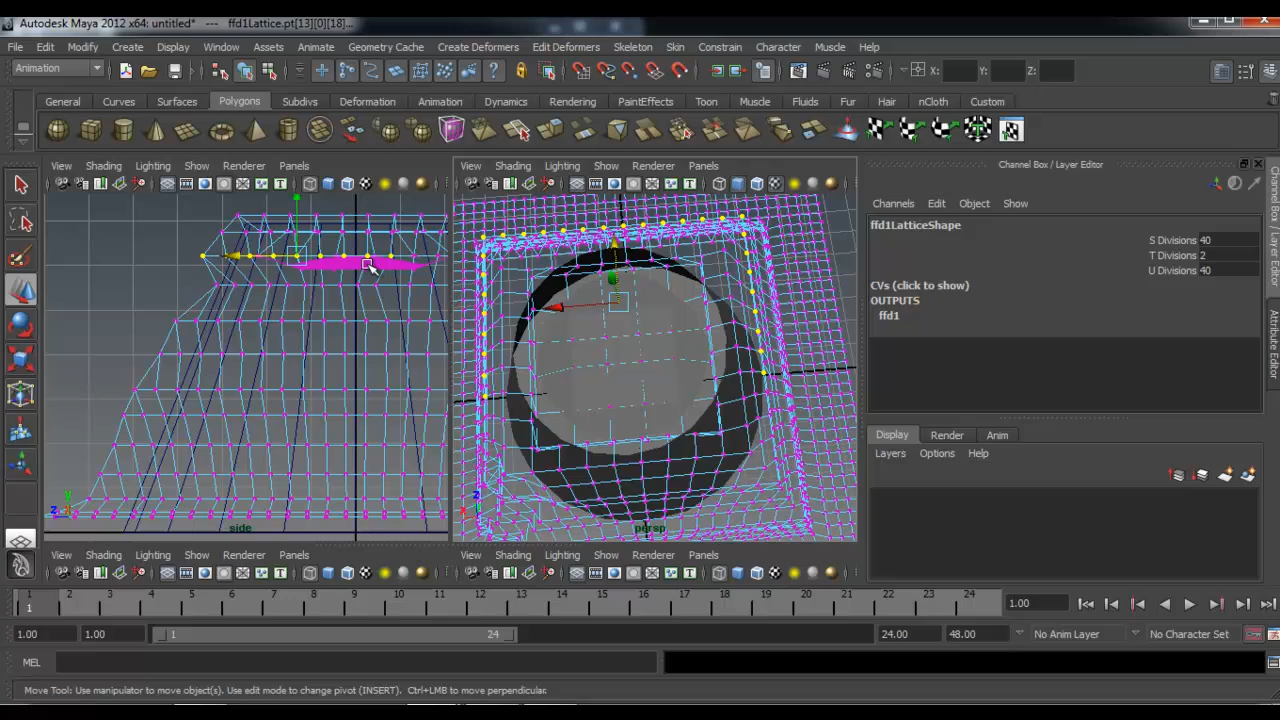 Autodesk Maya 2012 x64: untitled* --- ffd1Lattice.pt[13][0][18]...
File Edit Modify Create Display Window Assets Animate Geometry Cache Create Deformers Edit Deformers Skeleton Skin Constrain Character Muscle Help
Animation X: Y: Z:
General Curves Surfaces Polygons Subdivs Deformation Animation Dynamics Rendering PaintEffects Toon Muscle Fluids Fur Hair nCloth Custom
Channel Box / Layer Editor
View Shading Lighting Show Renderer Panels
View Shading Lighting Show Renderer Panels
Channels Edit Object Show
ffd1LatticeShape
S Divisions 40
T Divisions 2
U Divisions 40
CVs (click to show)
OUTPUTS
ffd1
Channel Box / Layer Editor
Attribute Editor
Display Render Anim
Layers Options Help
y
z
side
z
x
persp
View Shading Lighting Show Renderer Panels
View Shading Lighting Show Renderer Panels
1 2 3 4 5 6 7 8 9 10 11 12 13 14 15 16 17 18 19 20 21 22 23 24
1
1.00
1.00 1.00 1 24 24.00 48.00 No Anim Layer No Character Set
MEL
Move Tool: Use manipulator to move object(s). Use edit mode to change pivot (INSERT). Ctrl+LMB to move perpendicular.